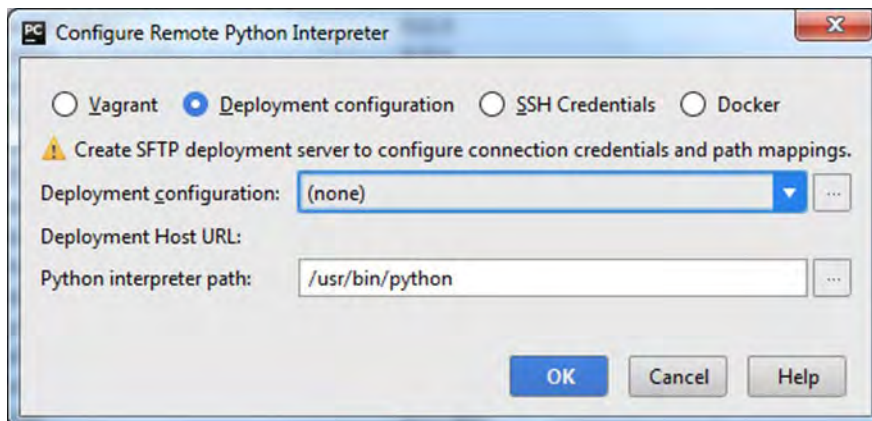 PC Configure Remote Python Interpreter
Vagrant Deployment configuration SSH Credentials Docker
Create SFTP deployment server to configure connection credentials and path mappings.
Deployment configuration: (none) ...
Deployment Host URL:
Python interpreter path: /usr/bin/python ...
OK Cancel Help